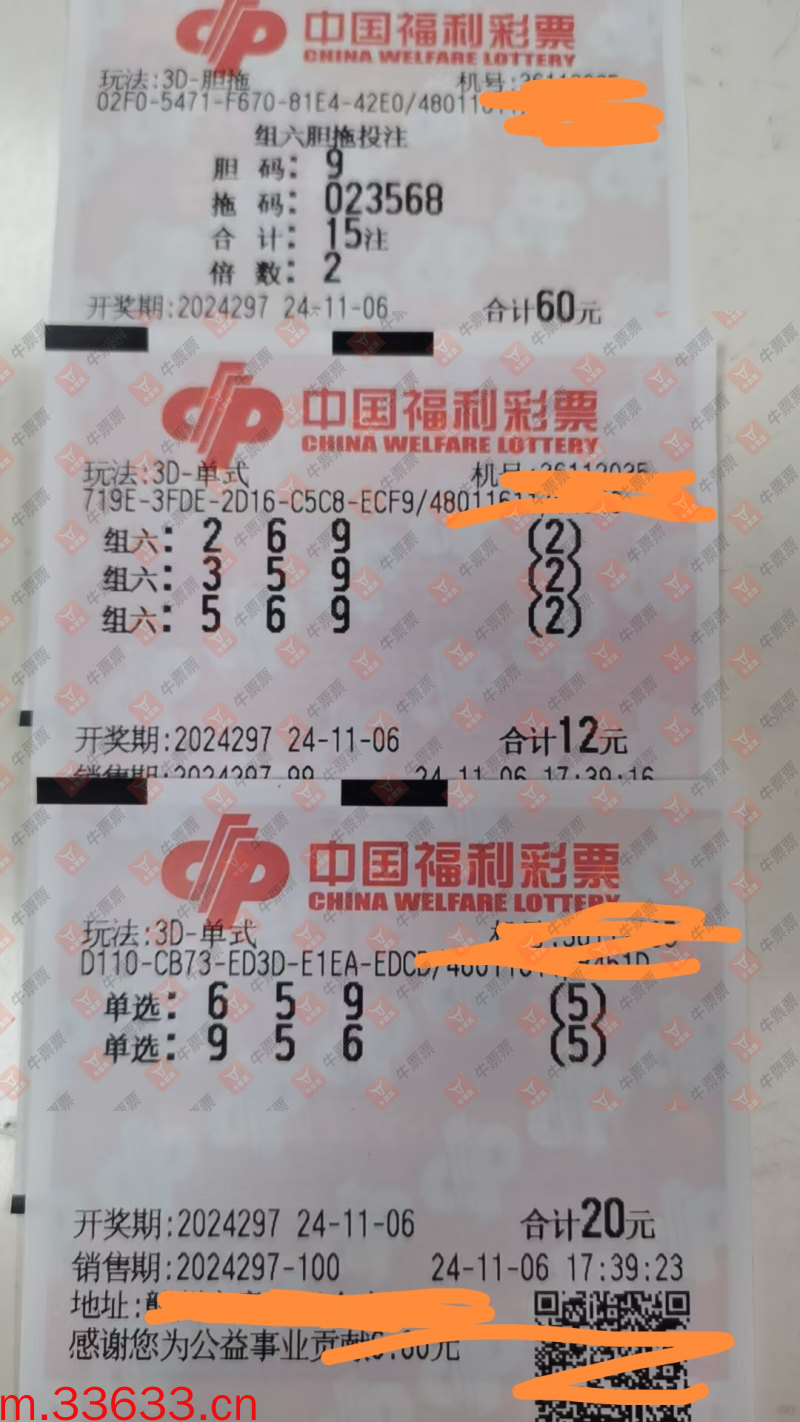 中国福利彩票
CHINA WELFARE LOTTERY
玩法:3D-胆拖 机号:
02F0-5471-F670-81E4-42E0/480116
组六胆拖投注
胆 码: 9
拖 码: 023568
合 计: 15注
倍 数: 2
开奖期:2024297 24-11-06 合计60元
中国福利彩票
CHINA WELFARE LOTTERY
玩法:3D-单式 机号:36112035
719E-3FDE-2D16-C5C8-ECF9/48011611
组六: 2 6 9 (2)
组六: 3 5 9 (2)
组六: 5 6 9 (2)
开奖期:2024297 24-11-06 合计12元
销售期:2024297-99 24-11-06 17:39:16
中国福利彩票
CHINA WELFARE LOTTERY
玩法:3D-单式 机号:
D110-CB73-ED3D-E1EA-EDCD/
单选: 6 5 9 (5)
单选: 9 5 6 (5)
开奖期:2024297 24-11-06 合计20元
销售期:2024297-100 24-11-06 17:39:23
地址:
感谢您为公益事业贡献 元
m.33633.cn
牛票票